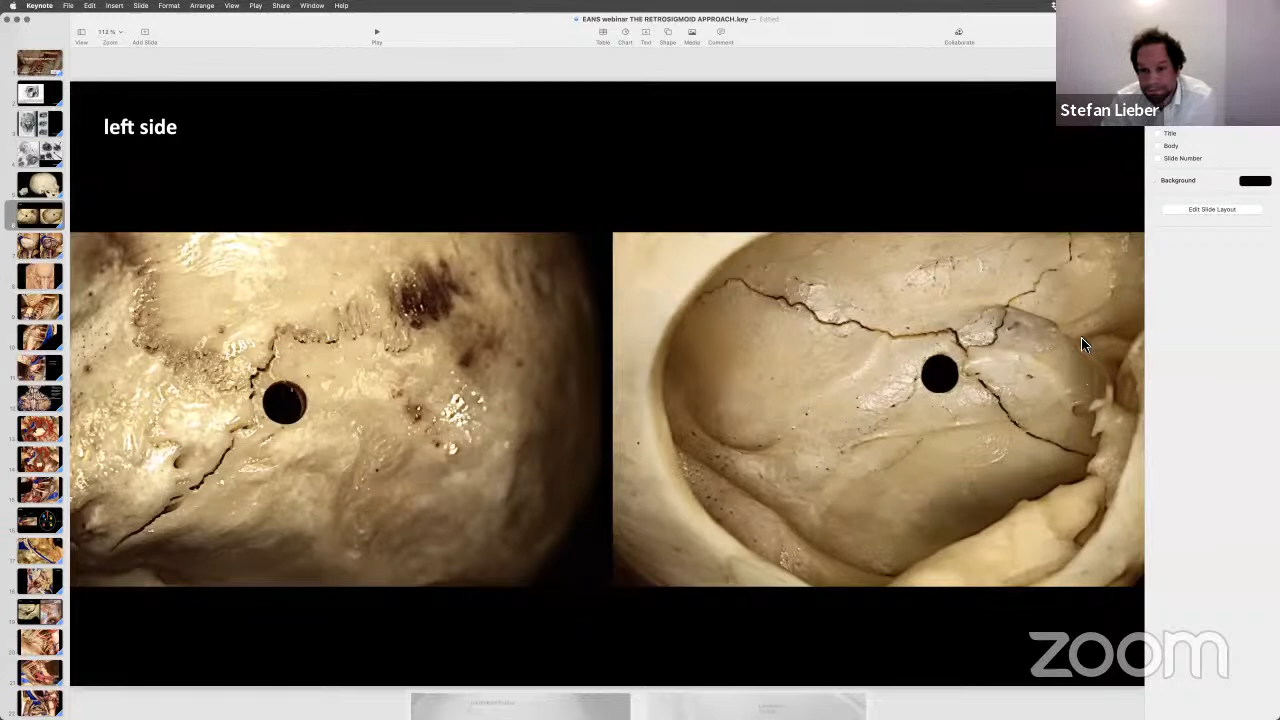 Keynote File Edit Insert Slide Format Arrange View Play Share Window Help
EANS webinar THE RETROSIGMOID APPROACH.key — Edited
112 %
View Zoom Add Slide Play Table Chart Text Shape Media Comment Collaborate
left side
Stefan Lieber
Title
Body
Slide Number
Background
Edit Slide Layout
zoom